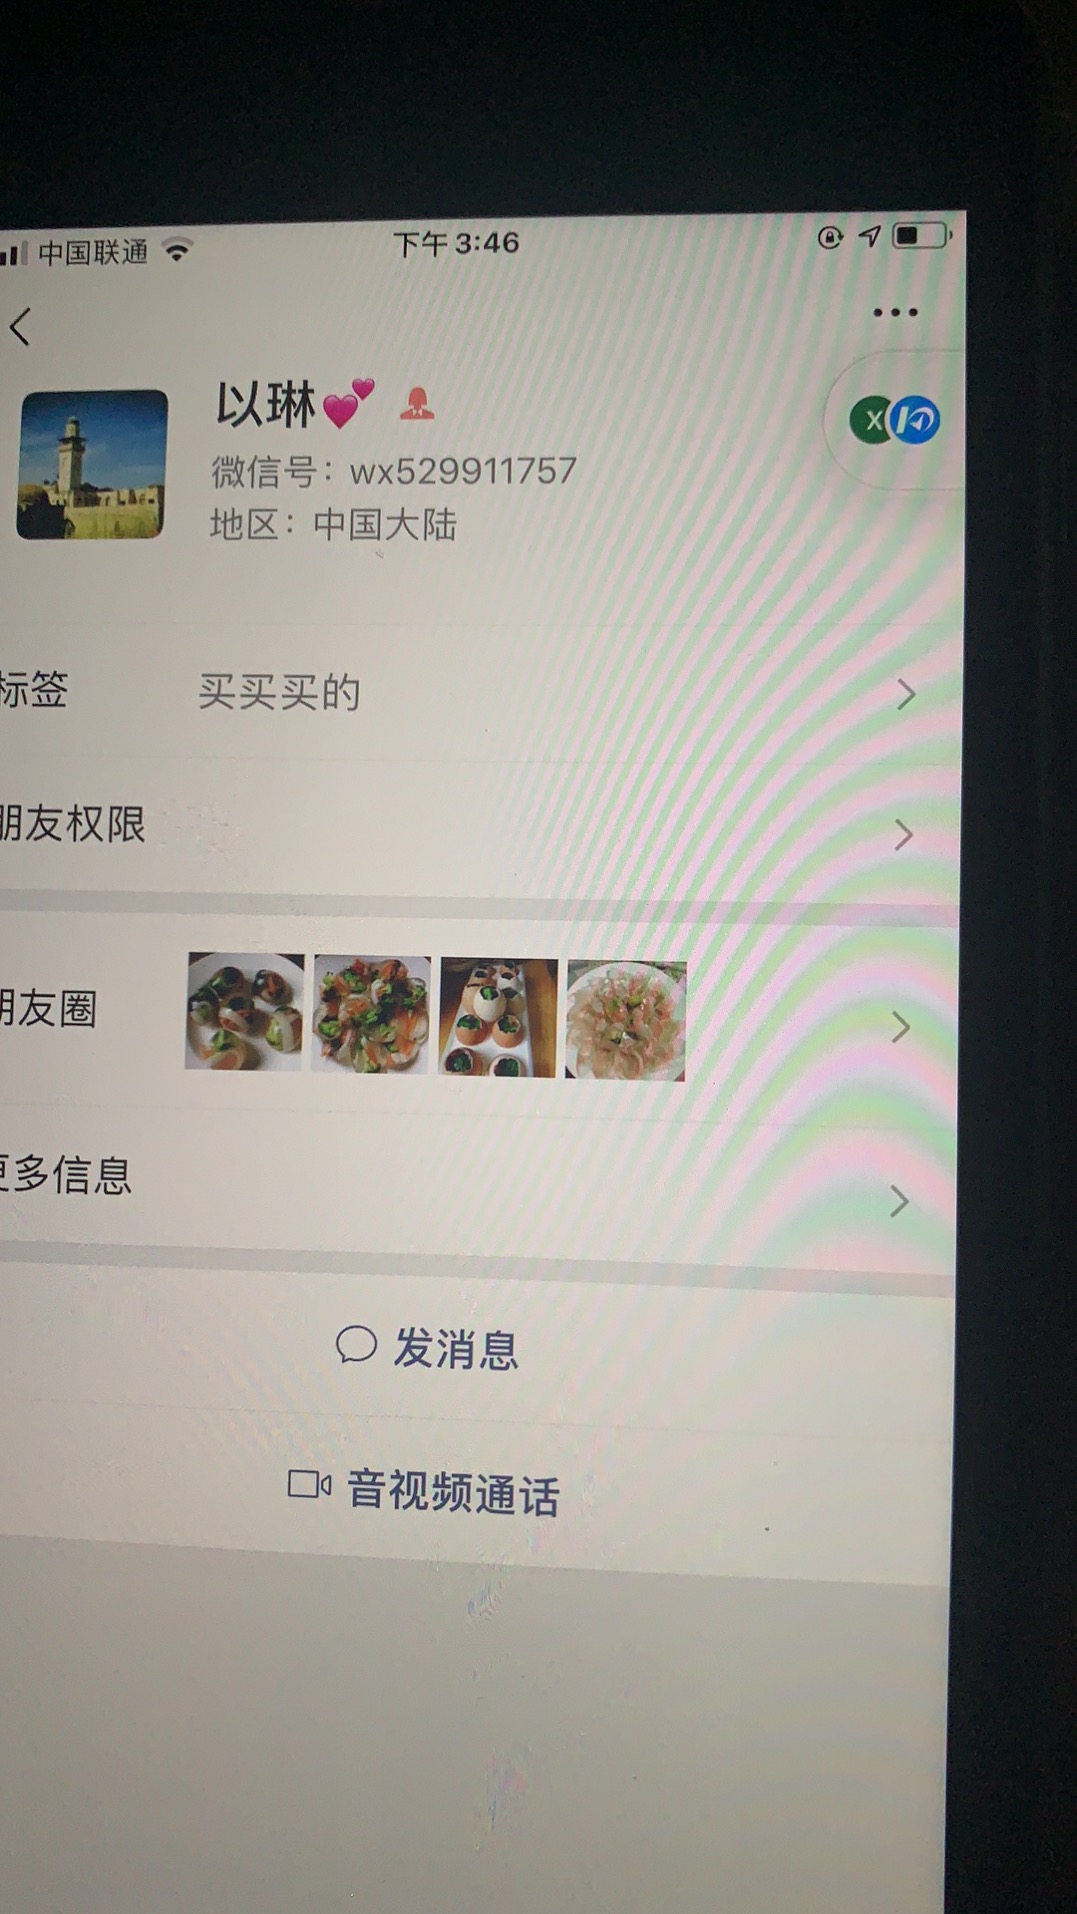 中国联通
下午3:46
以琳💕
微信号：wx529911757
地区：中国大陆
标签
买买买的
朋友权限
朋友圈
更多信息
发消息
音视频通话